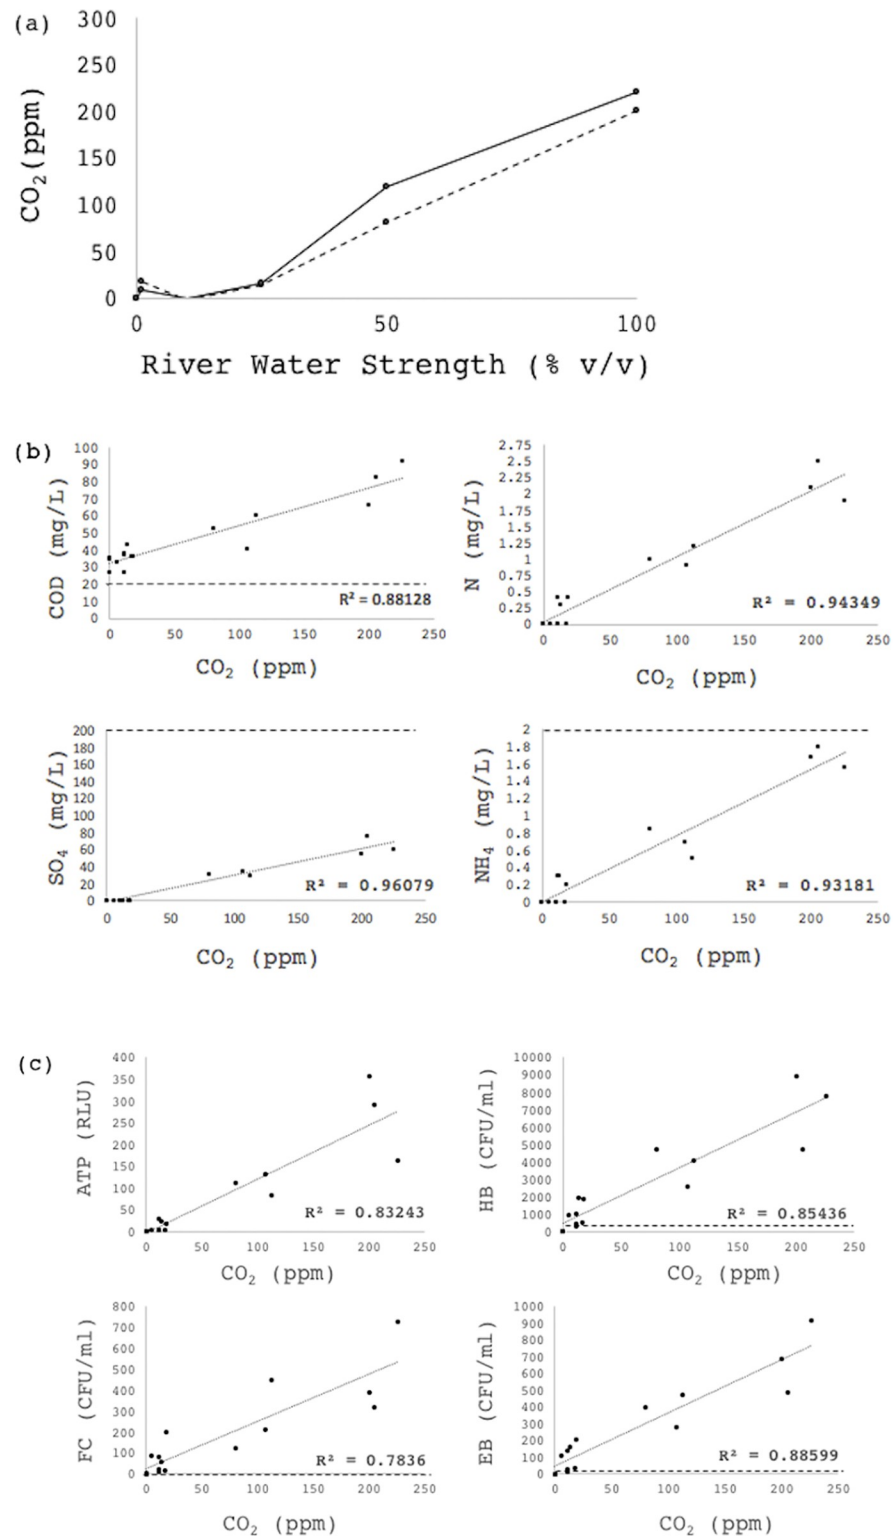 (a)
CO₂(ppm)
300
250
200
150
100
50
0
0 50 100
River Water Strength (% v/v)
(b)
COD (mg/L)
100
90
80
70
60
50
40
30
20
10
0
R² = 0.88128
0 50 100 150 200 250
CO₂ (ppm)
N (mg/L)
2.75
2.5
2.25
2
1.75
1.5
1.25
1
0.75
0.5
0.25
0
R² = 0.94349
0 50 100 150 200 250
CO₂ (ppm)
SO₄ (mg/L)
200
180
160
140
120
100
80
60
40
20
0
R² = 0.96079
0 50 100 150 200 250
CO₂ (ppm)
NH₄ (mg/L)
2
1.8
1.6
1.4
1.2
1
0.8
0.6
0.4
0.2
0
R² = 0.93181
0 50 100 150 200 250
CO₂ (ppm)
(c)
ATP (RLU)
400
350
300
250
200
150
100
50
0
R² = 0.83243
0 50 100 150 200 250
CO₂ (ppm)
HB (CFU/ml)
10000
9000
8000
7000
6000
5000
4000
3000
2000
1000
0
R² = 0.85436
0 50 100 150 200 250
CO₂ (ppm)
FC (CFU/ml)
800
700
600
500
400
300
200
100
0
R² = 0.7836
0 50 100 150 200 250
CO₂ (ppm)
EB (CFU/ml)
1000
900
800
700
600
500
400
300
200
100
0
R² = 0.88599
0 50 100 150 200 250
CO₂ (ppm)